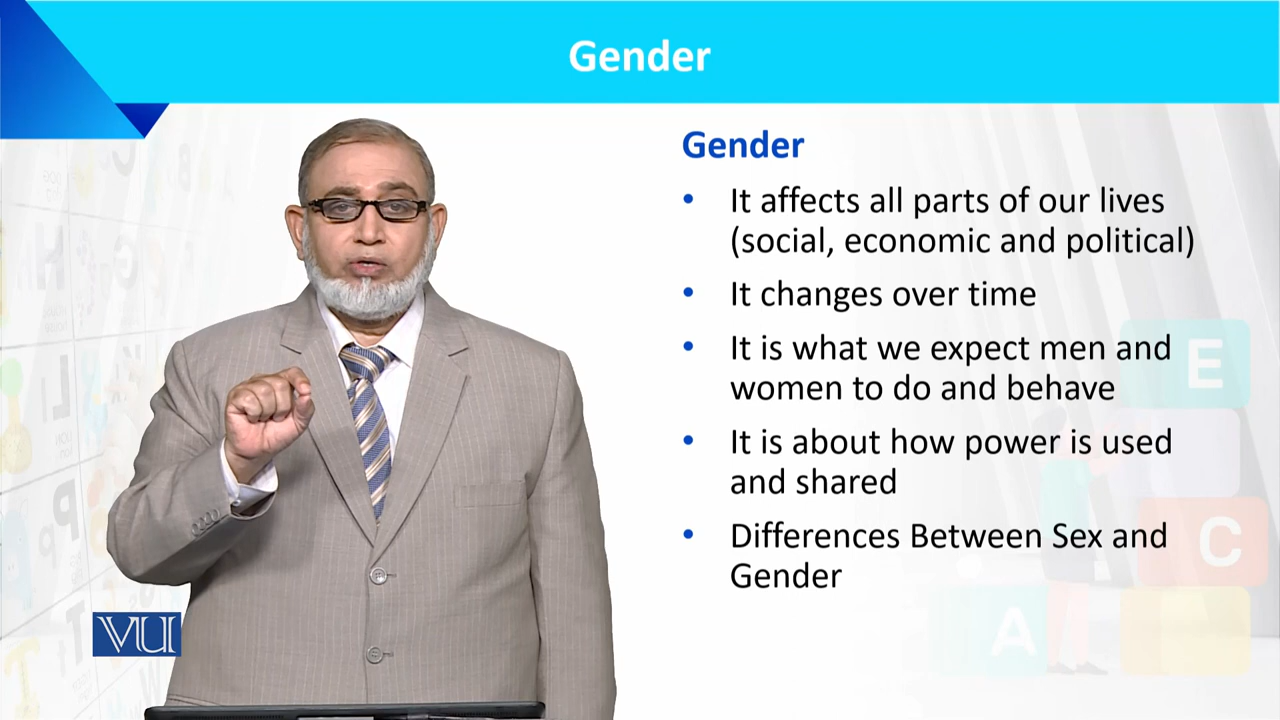 Gender
Gender
• It affects all parts of our lives
(social, economic and political)
• It changes over time
• It is what we expect men and
women to do and behave
• It is about how power is used
and shared
• Differences Between Sex and
Gender
VU
E
C
A